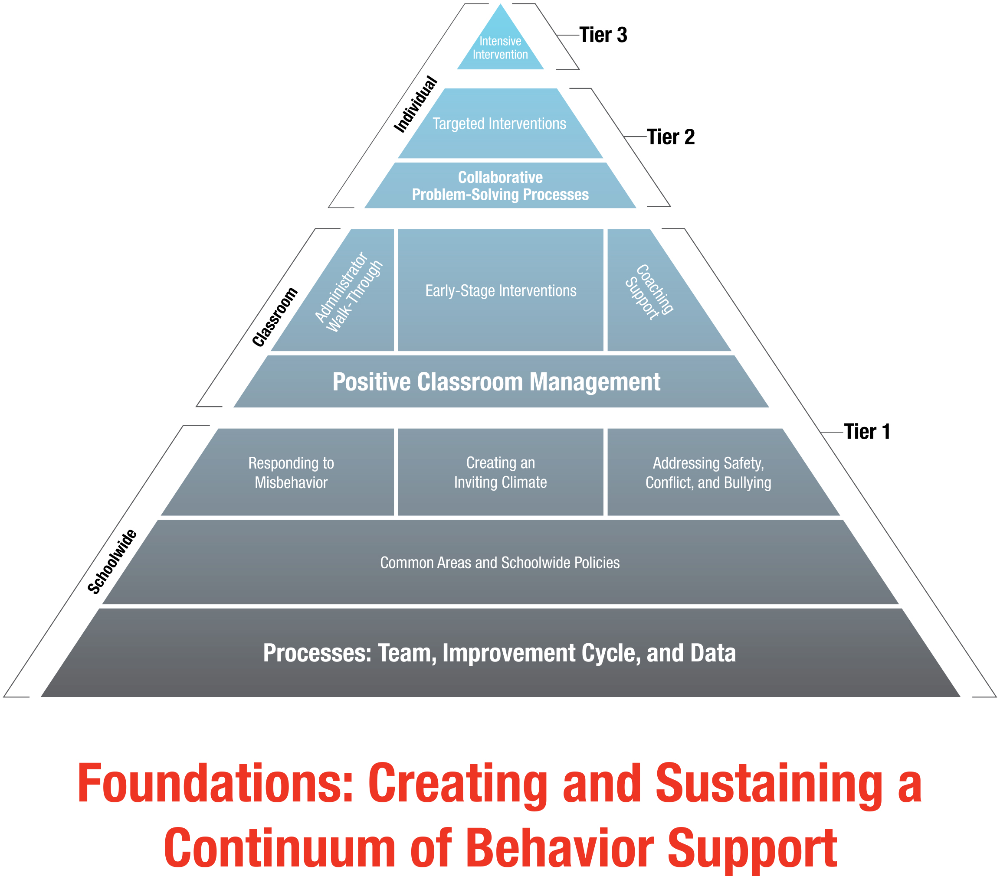 Intensive
Intervention
Tier 3
Individual
Targeted Interventions
Tier 2
Collaborative
Problem-Solving Processes
Classroom
Administrator
Walk-Through
Early-Stage Interventions
Coaching
Support
Positive Classroom Management
Tier 1
Schoolwide
Responding to
Misbehavior
Creating an
Inviting Climate
Addressing Safety,
Conflict, and Bullying
Common Areas and Schoolwide Policies
Processes: Team, Improvement Cycle, and Data
Foundations: Creating and Sustaining a
Continuum of Behavior Support